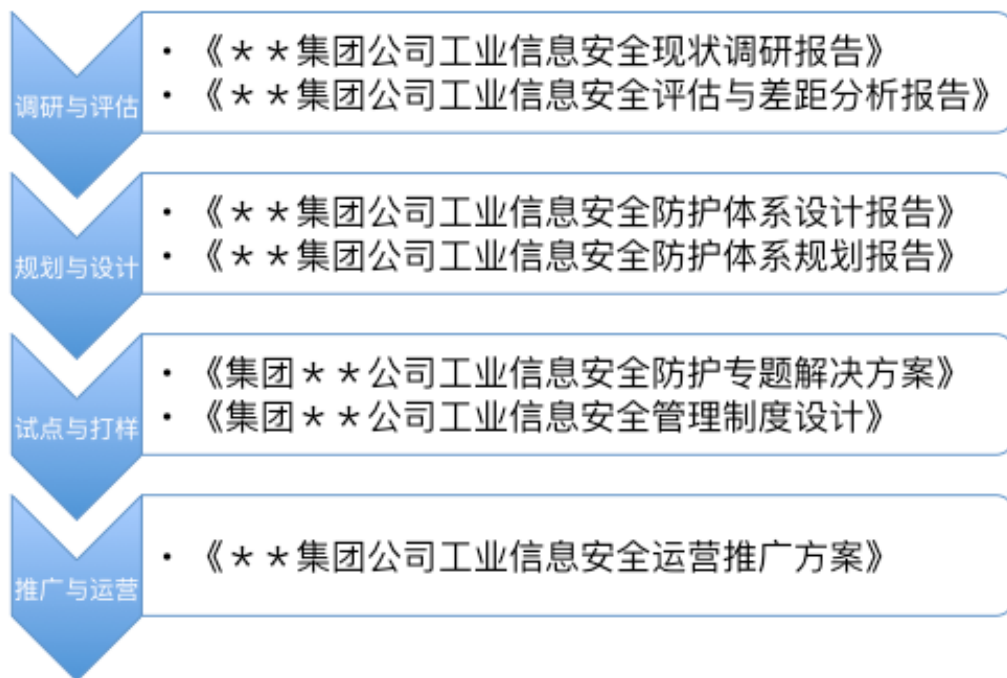 调研与评估
· 《**集团公司工业信息安全现状调研报告》
· 《**集团公司工业信息安全评估与差距分析报告》
规划与设计
· 《**集团公司工业信息安全防护体系设计报告》
· 《**集团公司工业信息安全防护体系规划报告》
试点与打样
· 《集团**公司工业信息安全防护专题解决方案》
· 《集团**公司工业信息安全管理制度设计》
推广与运营
· 《**集团公司工业信息安全运营推广方案》